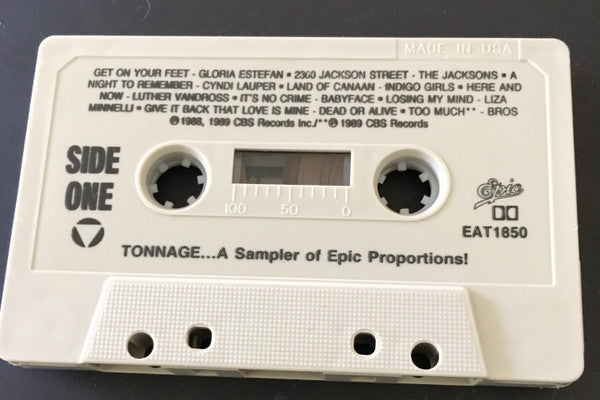 MADE IN USA
GET ON YOUR FEET - GLORIA ESTEFAN • 2300 JACKSON STREET - THE JACKSONS • A
NIGHT TO REMEMBER - CYNDI LAUPER • LAND OF CANAAN - INDIGO GIRLS • HERE AND
NOW - LUTHER VANDROSS • IT'S NO CRIME - BABYFACE • LOSING MY MIND - LIZA
MINNELLI • GIVE IT BACK THAT LOVE IS MINE - DEAD OR ALIVE • TOO MUCH** - BROS
℗ 1988, 1989 CBS Records Inc./**℗ 1989 CBS Records
SIDE
ONE
100 50 0
Epic
EAT1850
TONNAGE...A Sampler of Epic Proportions!